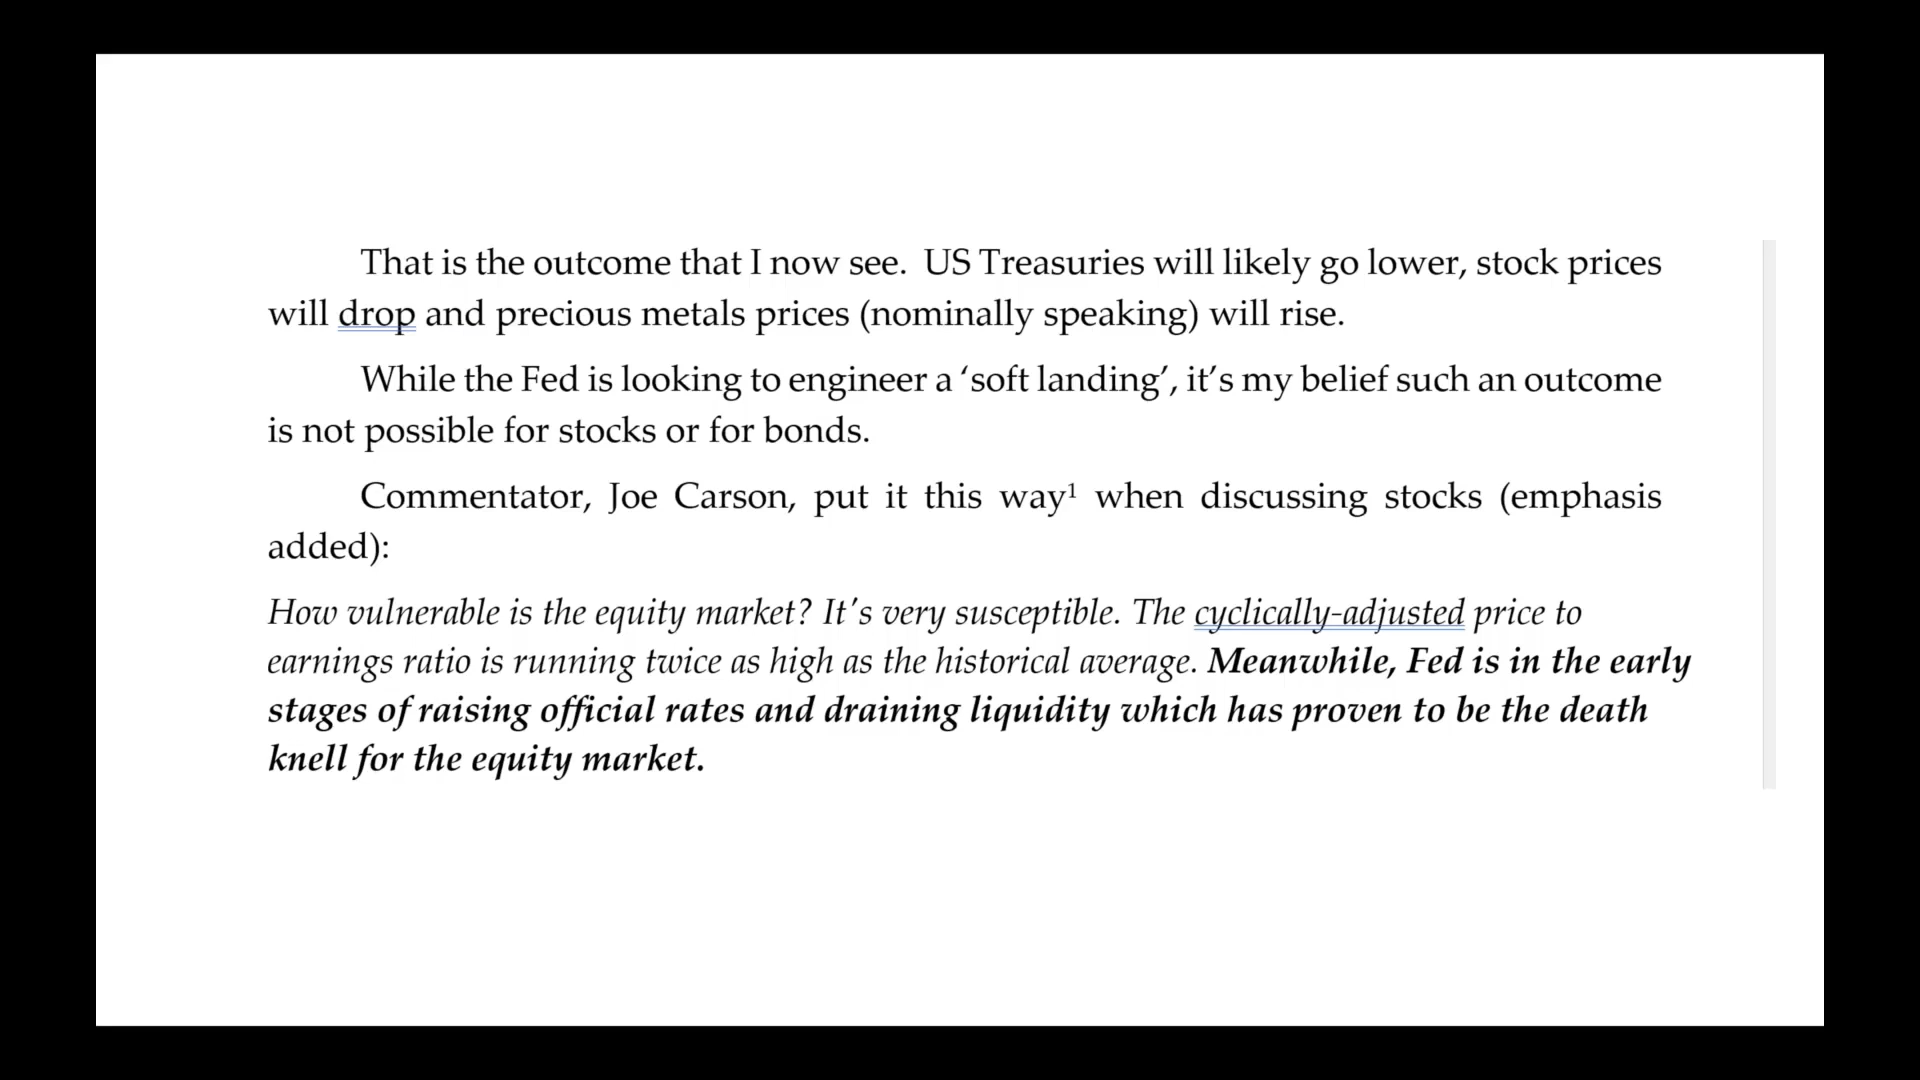 That is the outcome that I now see.  US Treasuries will likely go lower, stock prices
will drop and precious metals prices (nominally speaking) will rise.
While the Fed is looking to engineer a ‘soft landing’, it’s my belief such an outcome
is not possible for stocks or for bonds.
Commentator, Joe Carson, put it this way¹ when discussing stocks (emphasis
added):
How vulnerable is the equity market? It's very susceptible. The cyclically-adjusted price to
earnings ratio is running twice as high as the historical average. Meanwhile, Fed is in the early
stages of raising official rates and draining liquidity which has proven to be the death
knell for the equity market.